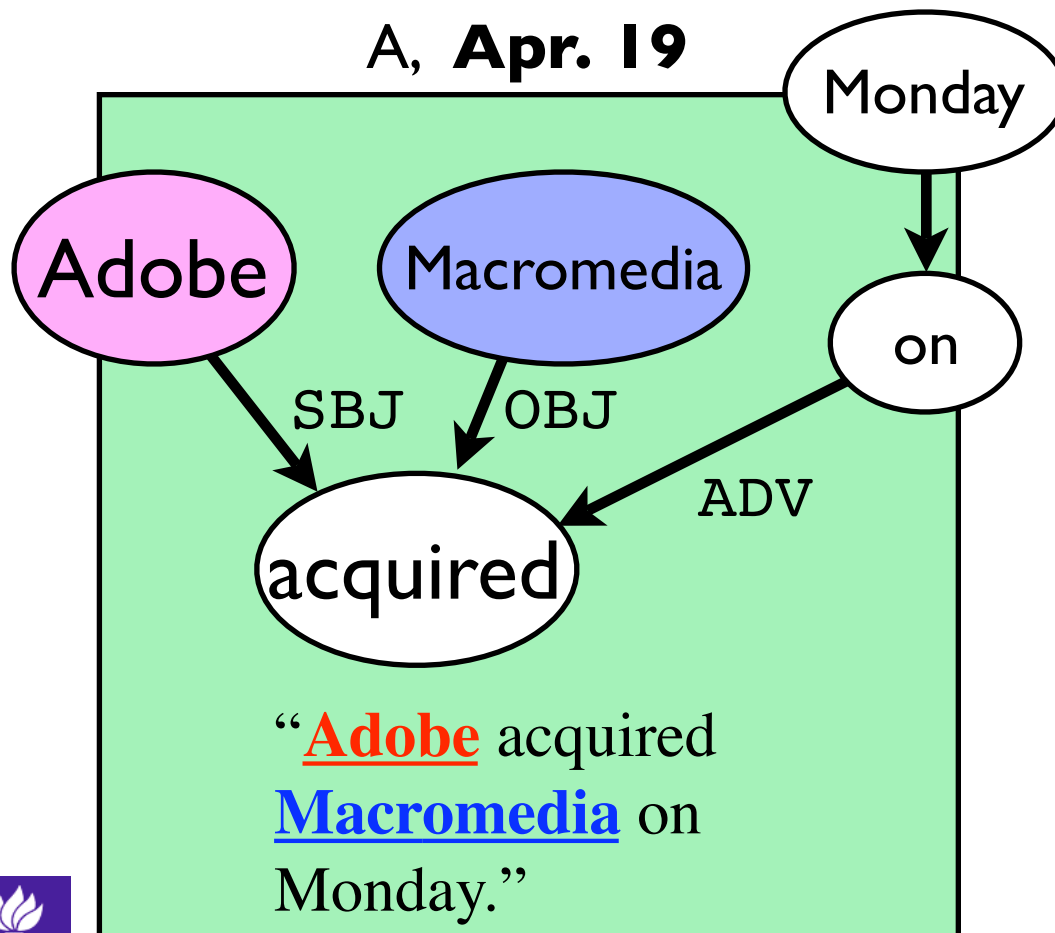 A, Apr. 19
Monday
Adobe
Macromedia
on
SBJ
OBJ
ADV
acquired
“Adobe acquired
Macromedia on
Monday.”